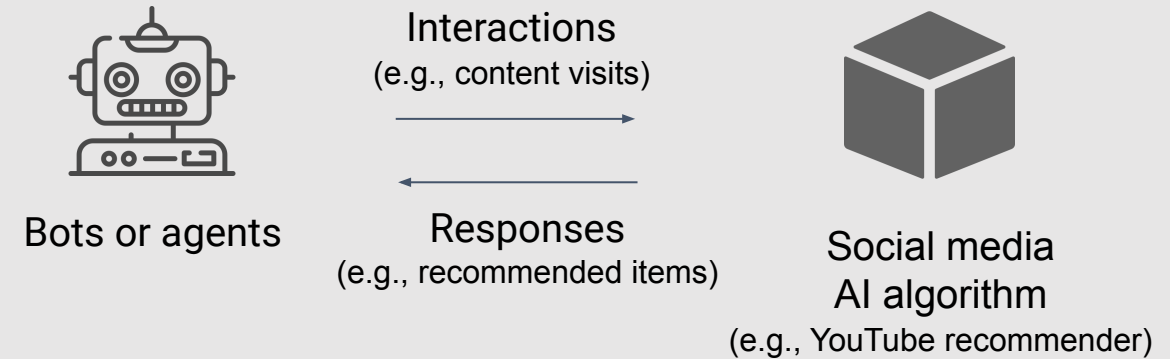 Interactions
(e.g., content visits)
Bots or agents
Responses
(e.g., recommended items)
Social media
AI algorithm
(e.g., YouTube recommender)